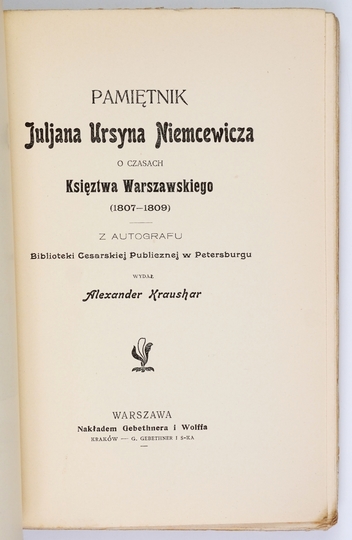 PAMIĘTNIK
Juljana Ursyna Niemcewicza
O CZASACH
Księztwa Warszawskiego
(1807—1809)
Z AUTOGRAFU
Biblioteki Cesarskiej Publicznej w Petersburgu
WYDAŁ
Alexander Kraushar
WARSZAWA
Nakładem Gebethnera i Wolffa
KRAKÓW — G. GEBETHNER I S-KA